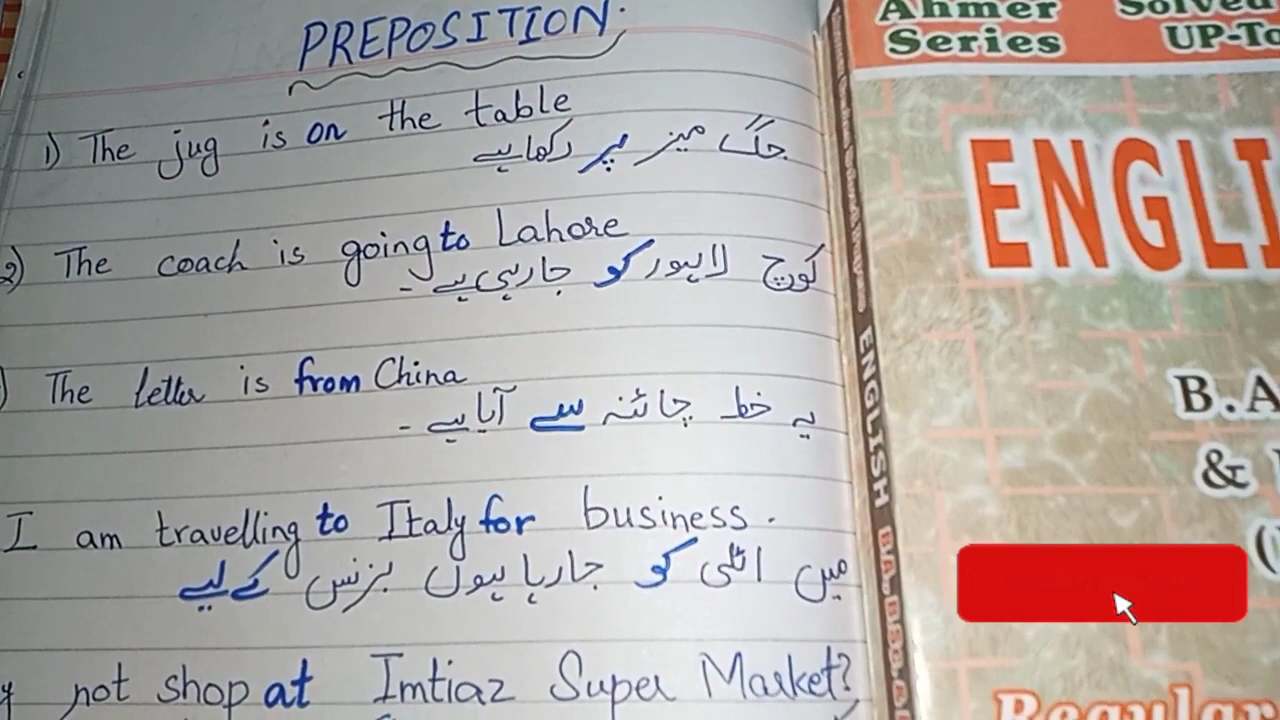 PREPOSITION.
1) The jug is on the table
جگ میز پر رکھا ہے
2) The coach is going to Lahore
کوچ لاہور کو جارہی ہے۔
) The letter is from China
یہ خط چائنہ سے آیا ہے۔
I am travelling to Italy for business.
میں اٹلی کو جارہا ہوں بزنس کے لیے
not shop at Imtiaz Super Market?
Ahmer Series
Solved
UP-To
ENGLI
B.A
&
(
Regular
ENGLISH B.A., BSC.